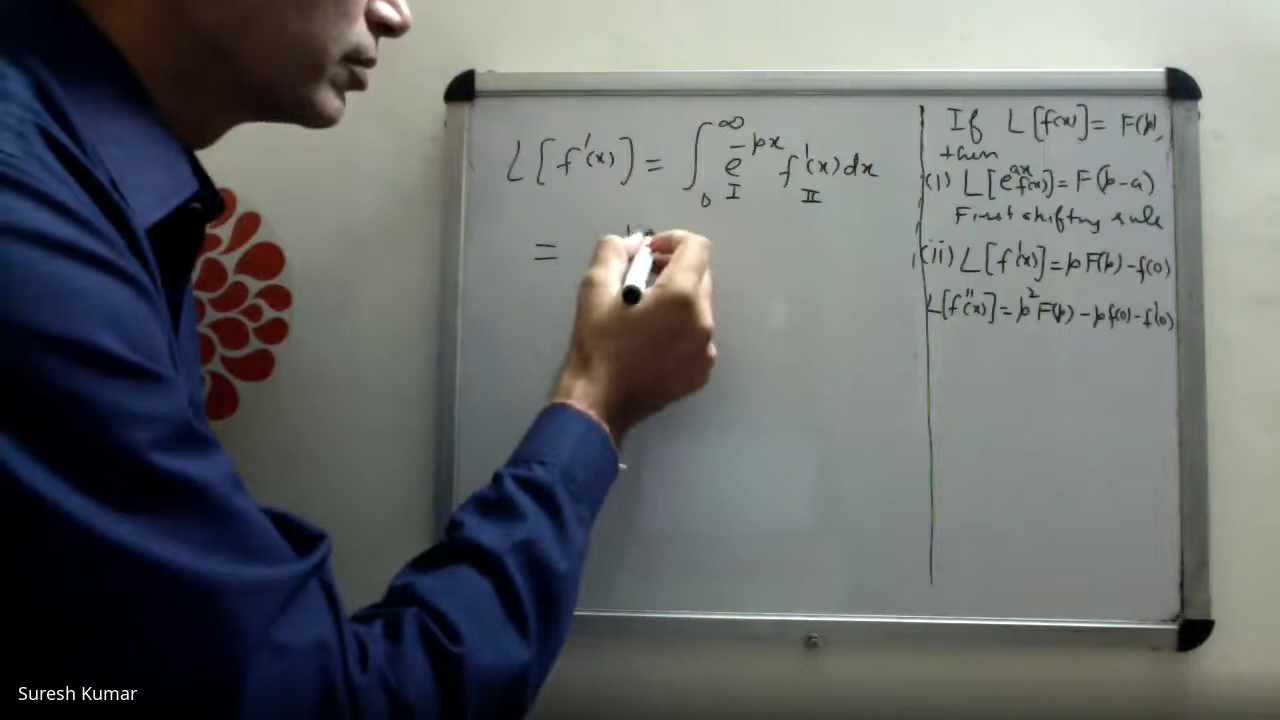 L[f'(x)] = ∫₀^∞ e^{-px} f'(x) dx
I II
=
If L[f(x)] = F(p),
then
(i) L[e^{ax} f(x)] = F(p-a)
First shifting rule
(ii) L[f'(x)] = pF(p) - f(0)
L[f''(x)] = p²F(p) - pf(0) - f'(0)
Suresh Kumar